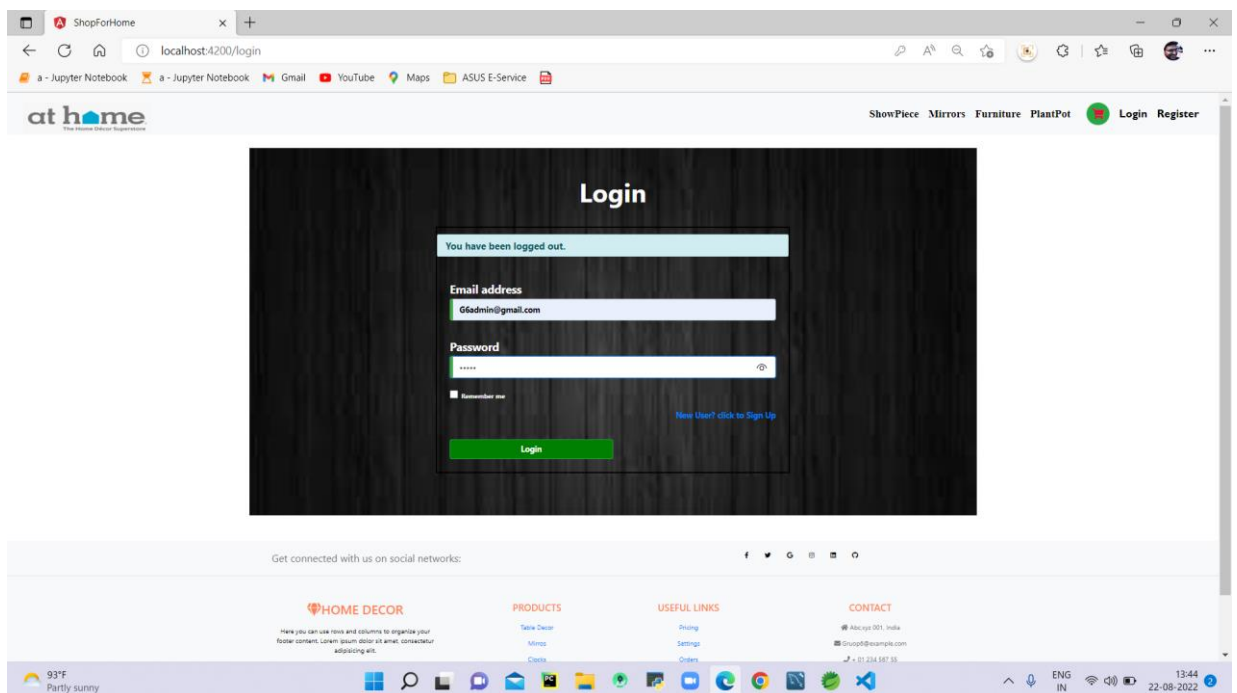 ShopForHome
localhost:4200/login
a - Jupyter Notebook a - Jupyter Notebook Gmail YouTube Maps ASUS E-Service
at home
The Home Décor Superstore
ShowPiece Mirrors Furniture PlantPot Login Register
Login
You have been logged out.
Email address
G6admin@gmail.com
Password
Remember me
New User? click to Sign Up
Login
Get connected with us on social networks:
HOME DECOR PRODUCTS USEFUL LINKS CONTACT
Here you can use rows and columns to organize your
footer content. Lorem ipsum dolor sit amet, consectetur
adipisicing elit.
Table Decor
Mirros
Clocks
Pricing
Settings
Orders
Abc,xyz 001, India
Gruop6@example.com
+ 01 234 587 55
93°F
Partly sunny
ENG
IN
13:44
22-08-2022
2